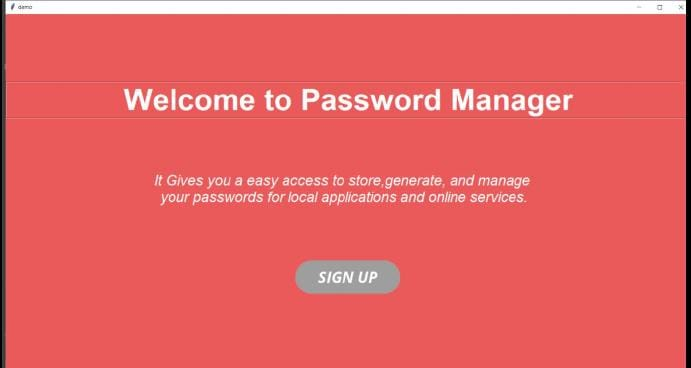 demo
Welcome to Password Manager
It Gives you a easy access to store,generate, and manage
your passwords for local applications and online services.
SIGN UP